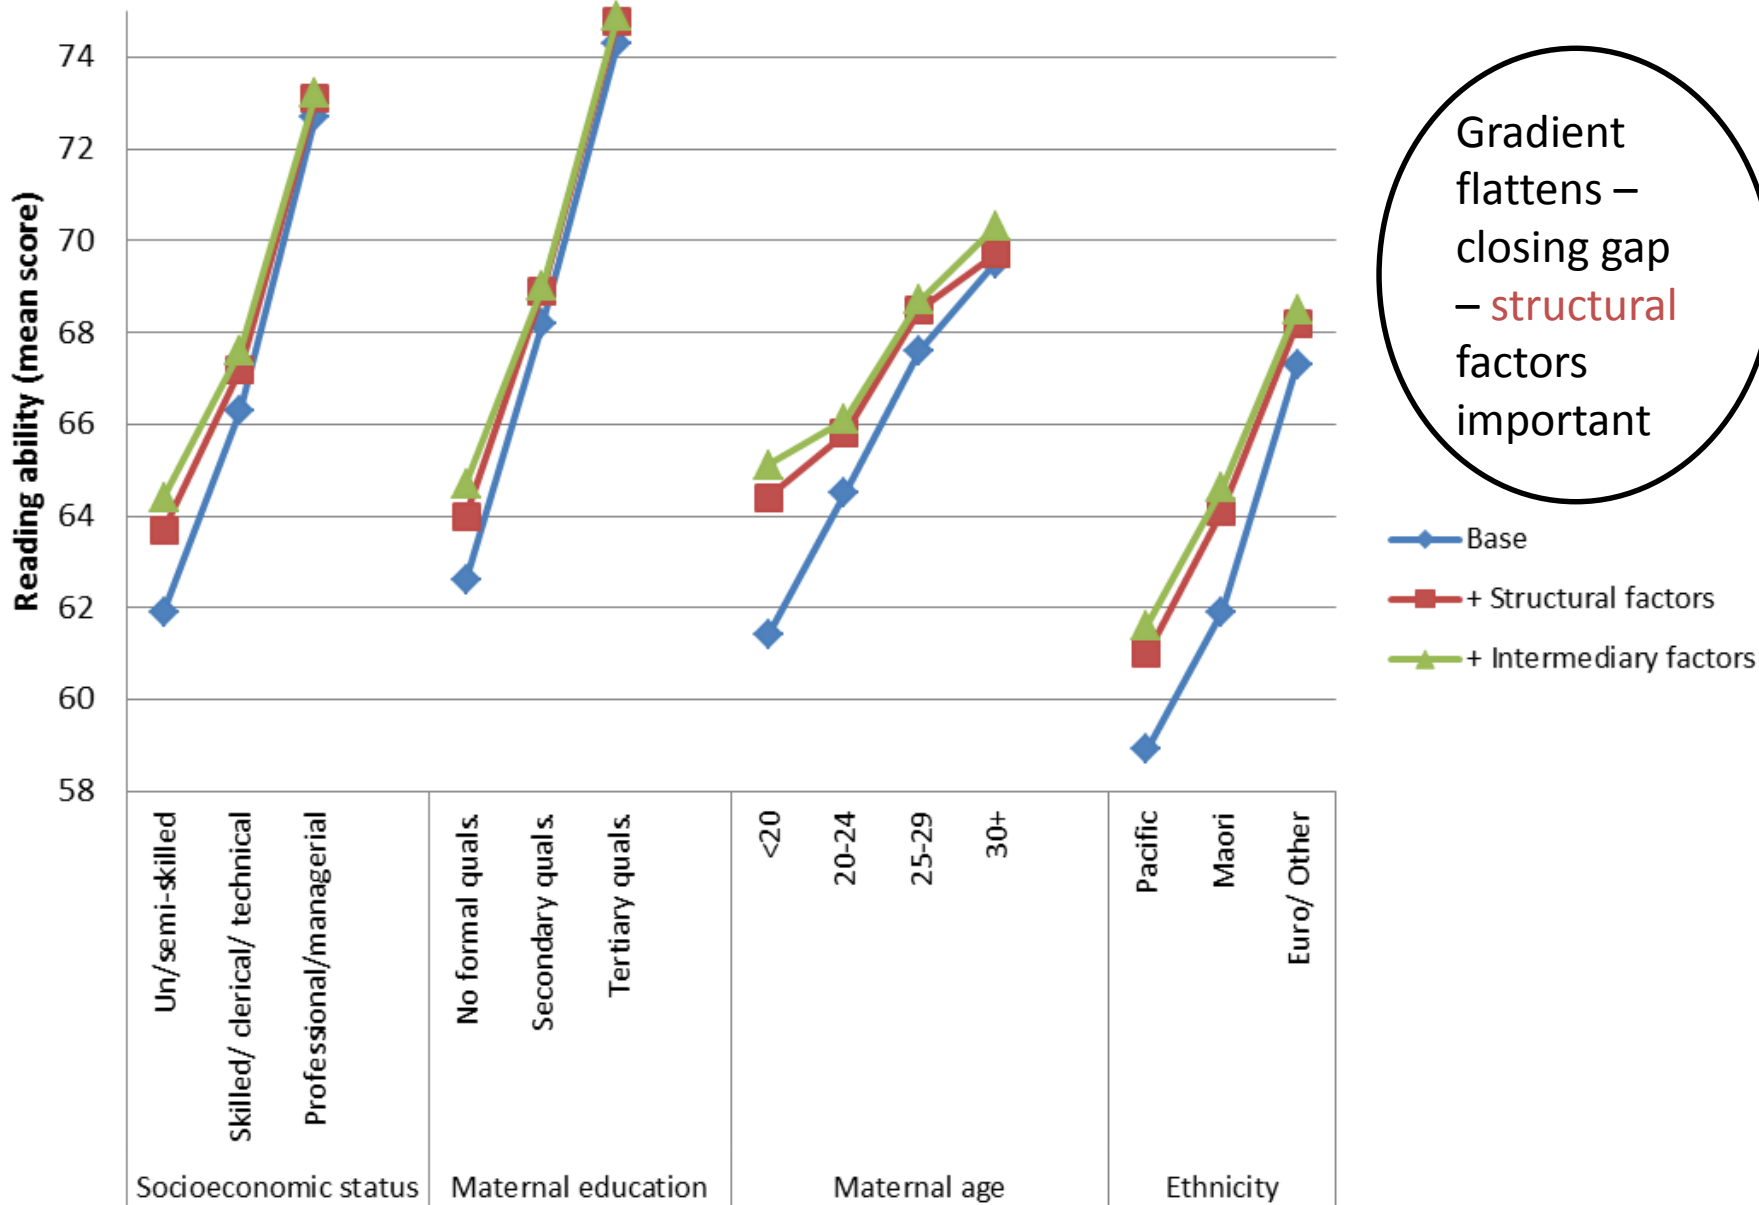 74
72
70
68
66
64
62
60
58
Reading ability (mean score)
Un/semi-skilled
Skilled/ clerical/ technical
Professional/managerial
No formal quals.
Secondary quals.
Tertiary quals.
<20
20-24
25-29
30+
Pacific
Maori
Euro/ Other
Socioeconomic status
Maternal education
Maternal age
Ethnicity
Gradient
flattens –
closing gap
– structural
factors
important
Base
+ Structural factors
+ Intermediary factors